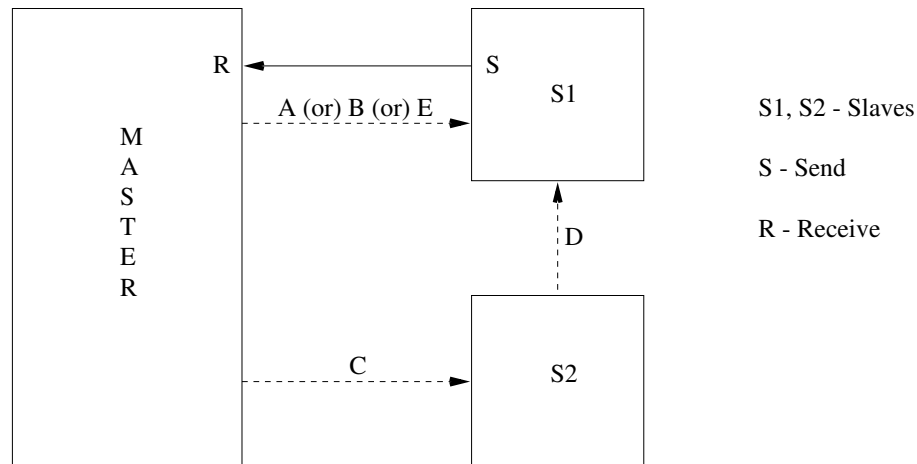 R
S
S1
A (or) B (or) E
S1, S2 - Slaves
M
A
S
T
E
R
S - Send
R - Receive
D
C
S2